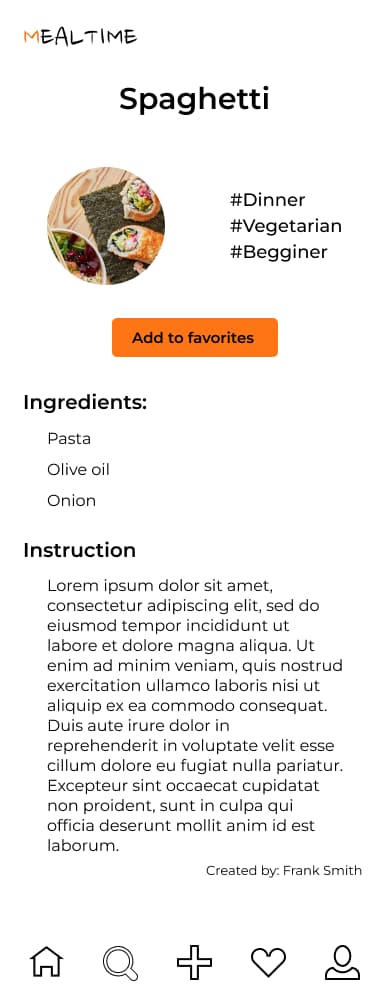 MEALTIME
Spaghetti
#Dinner
#Vegetarian
#Begginer
Add to favorites
Ingredients:
Pasta
Olive oil
Onion
Instruction
Lorem ipsum dolor sit amet,
consectetur adipiscing elit, sed do
eiusmod tempor incididunt ut
labore et dolore magna aliqua. Ut
enim ad minim veniam, quis nostrud
exercitation ullamco laboris nisi ut
aliquip ex ea commodo consequat.
Duis aute irure dolor in
reprehenderit in voluptate velit esse
cillum dolore eu fugiat nulla pariatur.
Excepteur sint occaecat cupidatat
non proident, sunt in culpa qui
officia deserunt mollit anim id est
laborum.
Created by: Frank Smith